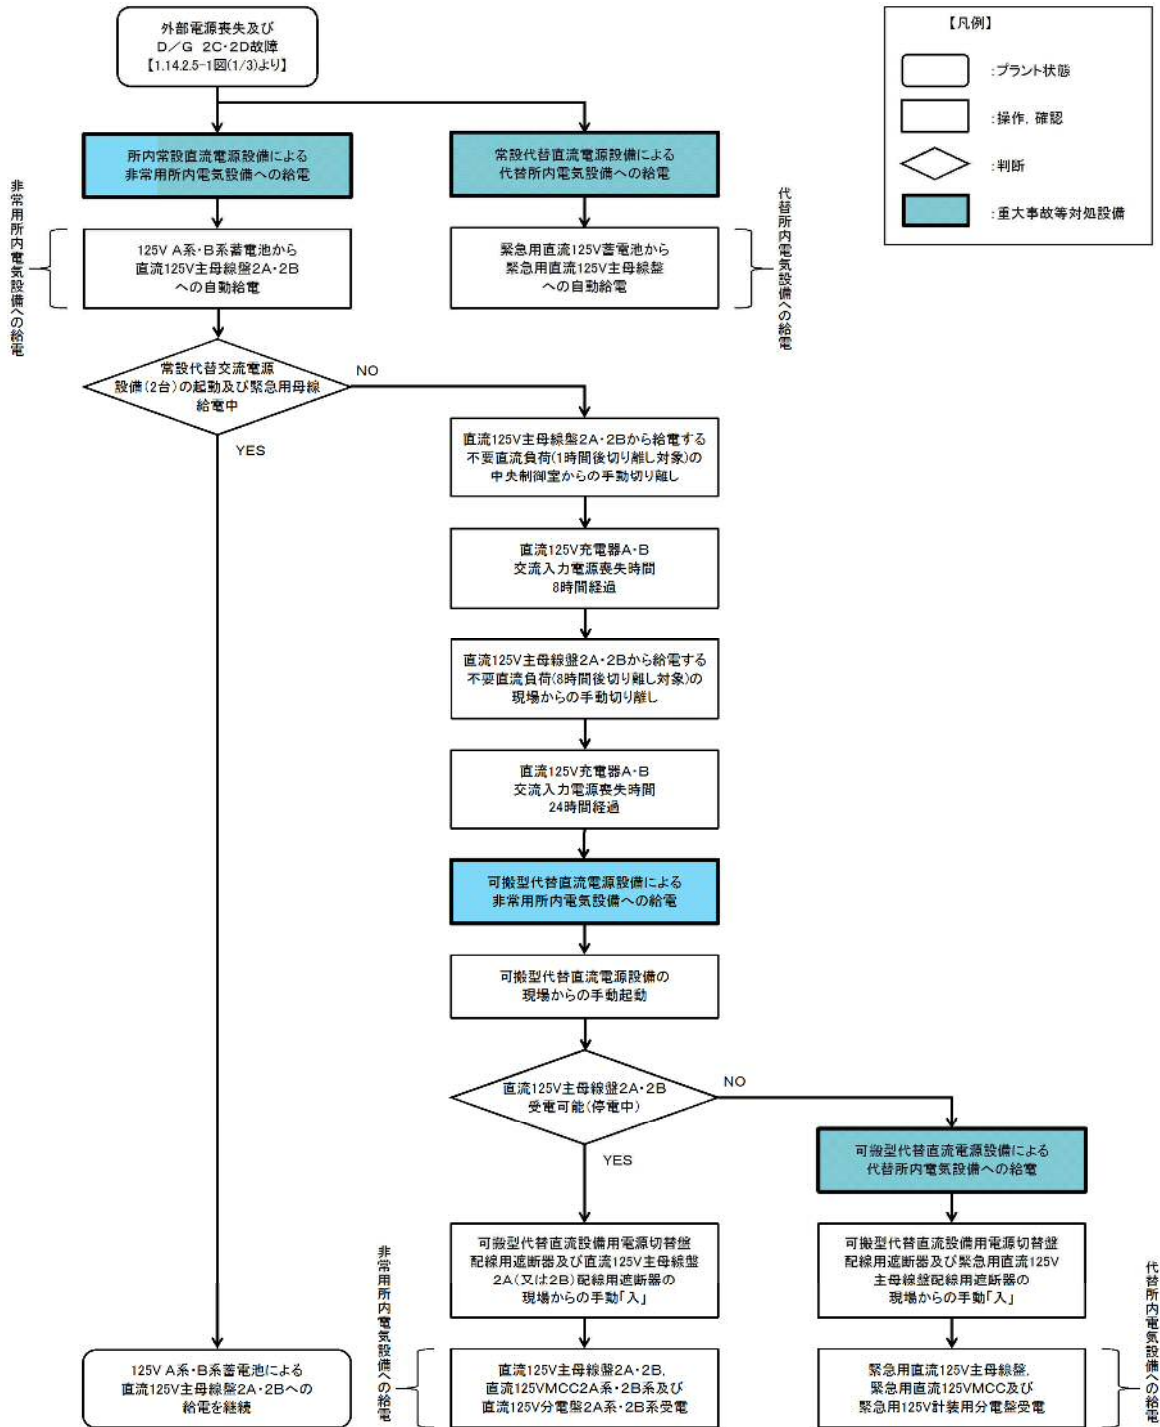 外部電源喪失及び
D/G 2C・2D故障
【1.14.2.5-1図(1/3)より】
【凡例】
:プラント状態
:操作,確認
:判断
:重大事故等対処設備
所内常設直流電源設備による
非常用所内電気設備への給電
常設代替直流電源設備による
代替所内電気設備への給電
非常用所内電気設備への給電
125V A系・B系蓄電池から
直流125V主母線盤2A・2B
への自動給電
緊急用直流125V蓄電池から
緊急用直流125V主母線盤
への自動給電
代替所内電気設備への給電
常設代替交流電源
設備(2台)の起動及び緊急用母線
給電中
NO
YES
直流125V主母線盤2A・2Bから給電する
不要直流負荷(1時間後切り離し対象)の
中央制御室からの手動切り離し
直流125V充電器A・B
交流入力電源喪失時間
8時間経過
直流125V主母線盤2A・2Bから給電する
不要直流負荷(8時間後切り離し対象)の
現場からの手動切り離し
直流125V充電器A・B
交流入力電源喪失時間
24時間経過
可搬型代替直流電源設備による
非常用所内電気設備への給電
可搬型代替直流電源設備の
現場からの手動起動
直流125V主母線盤2A・2B
受電可能(停電中)
NO
YES
可搬型代替直流電源設備による
代替所内電気設備への給電
可搬型代替直流設備用電源切替盤
配線用遮断器及び直流125V主母線盤
2A(又は2B)配線用遮断器の
現場からの手動「入」
可搬型代替直流設備用電源切替盤
配線用遮断器及び緊急用直流125V
主母線盤配線用遮断器の
現場からの手動「入」
125V A系・B系蓄電池による
直流125V主母線盤2A・2Bへの
給電を継続
非常用所内電気設備への給電
直流125V主母線盤2A・2B,
直流125VMCC2A系・2B系及び
直流125V分電盤2A系・2B系受電
緊急用直流125V主母線盤,
緊急用直流125VMCC及び
緊急用125V計装用分電盤受電
代替所内電気設備への給電